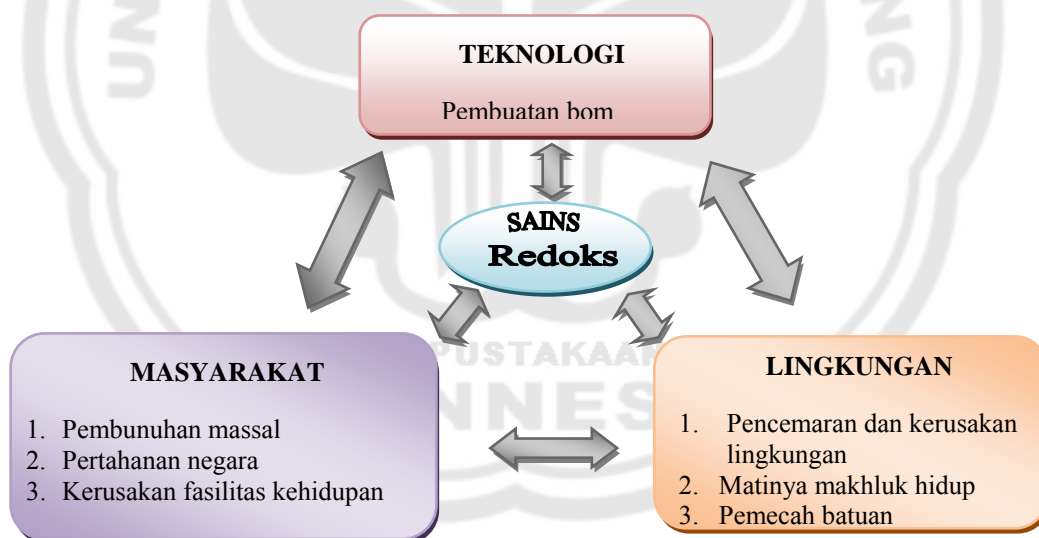 TEKNOLOGI
Pembuatan bom
SAINS
Redoks
MASYARAKAT
1. Pembunuhan massal
2. Pertahanan negara
3. Kerusakan fasilitas kehidupan
LINGKUNGAN
1. Pencemaran dan kerusakan
lingkungan
2. Matinya makhluk hidup
3. Pemecah batuan